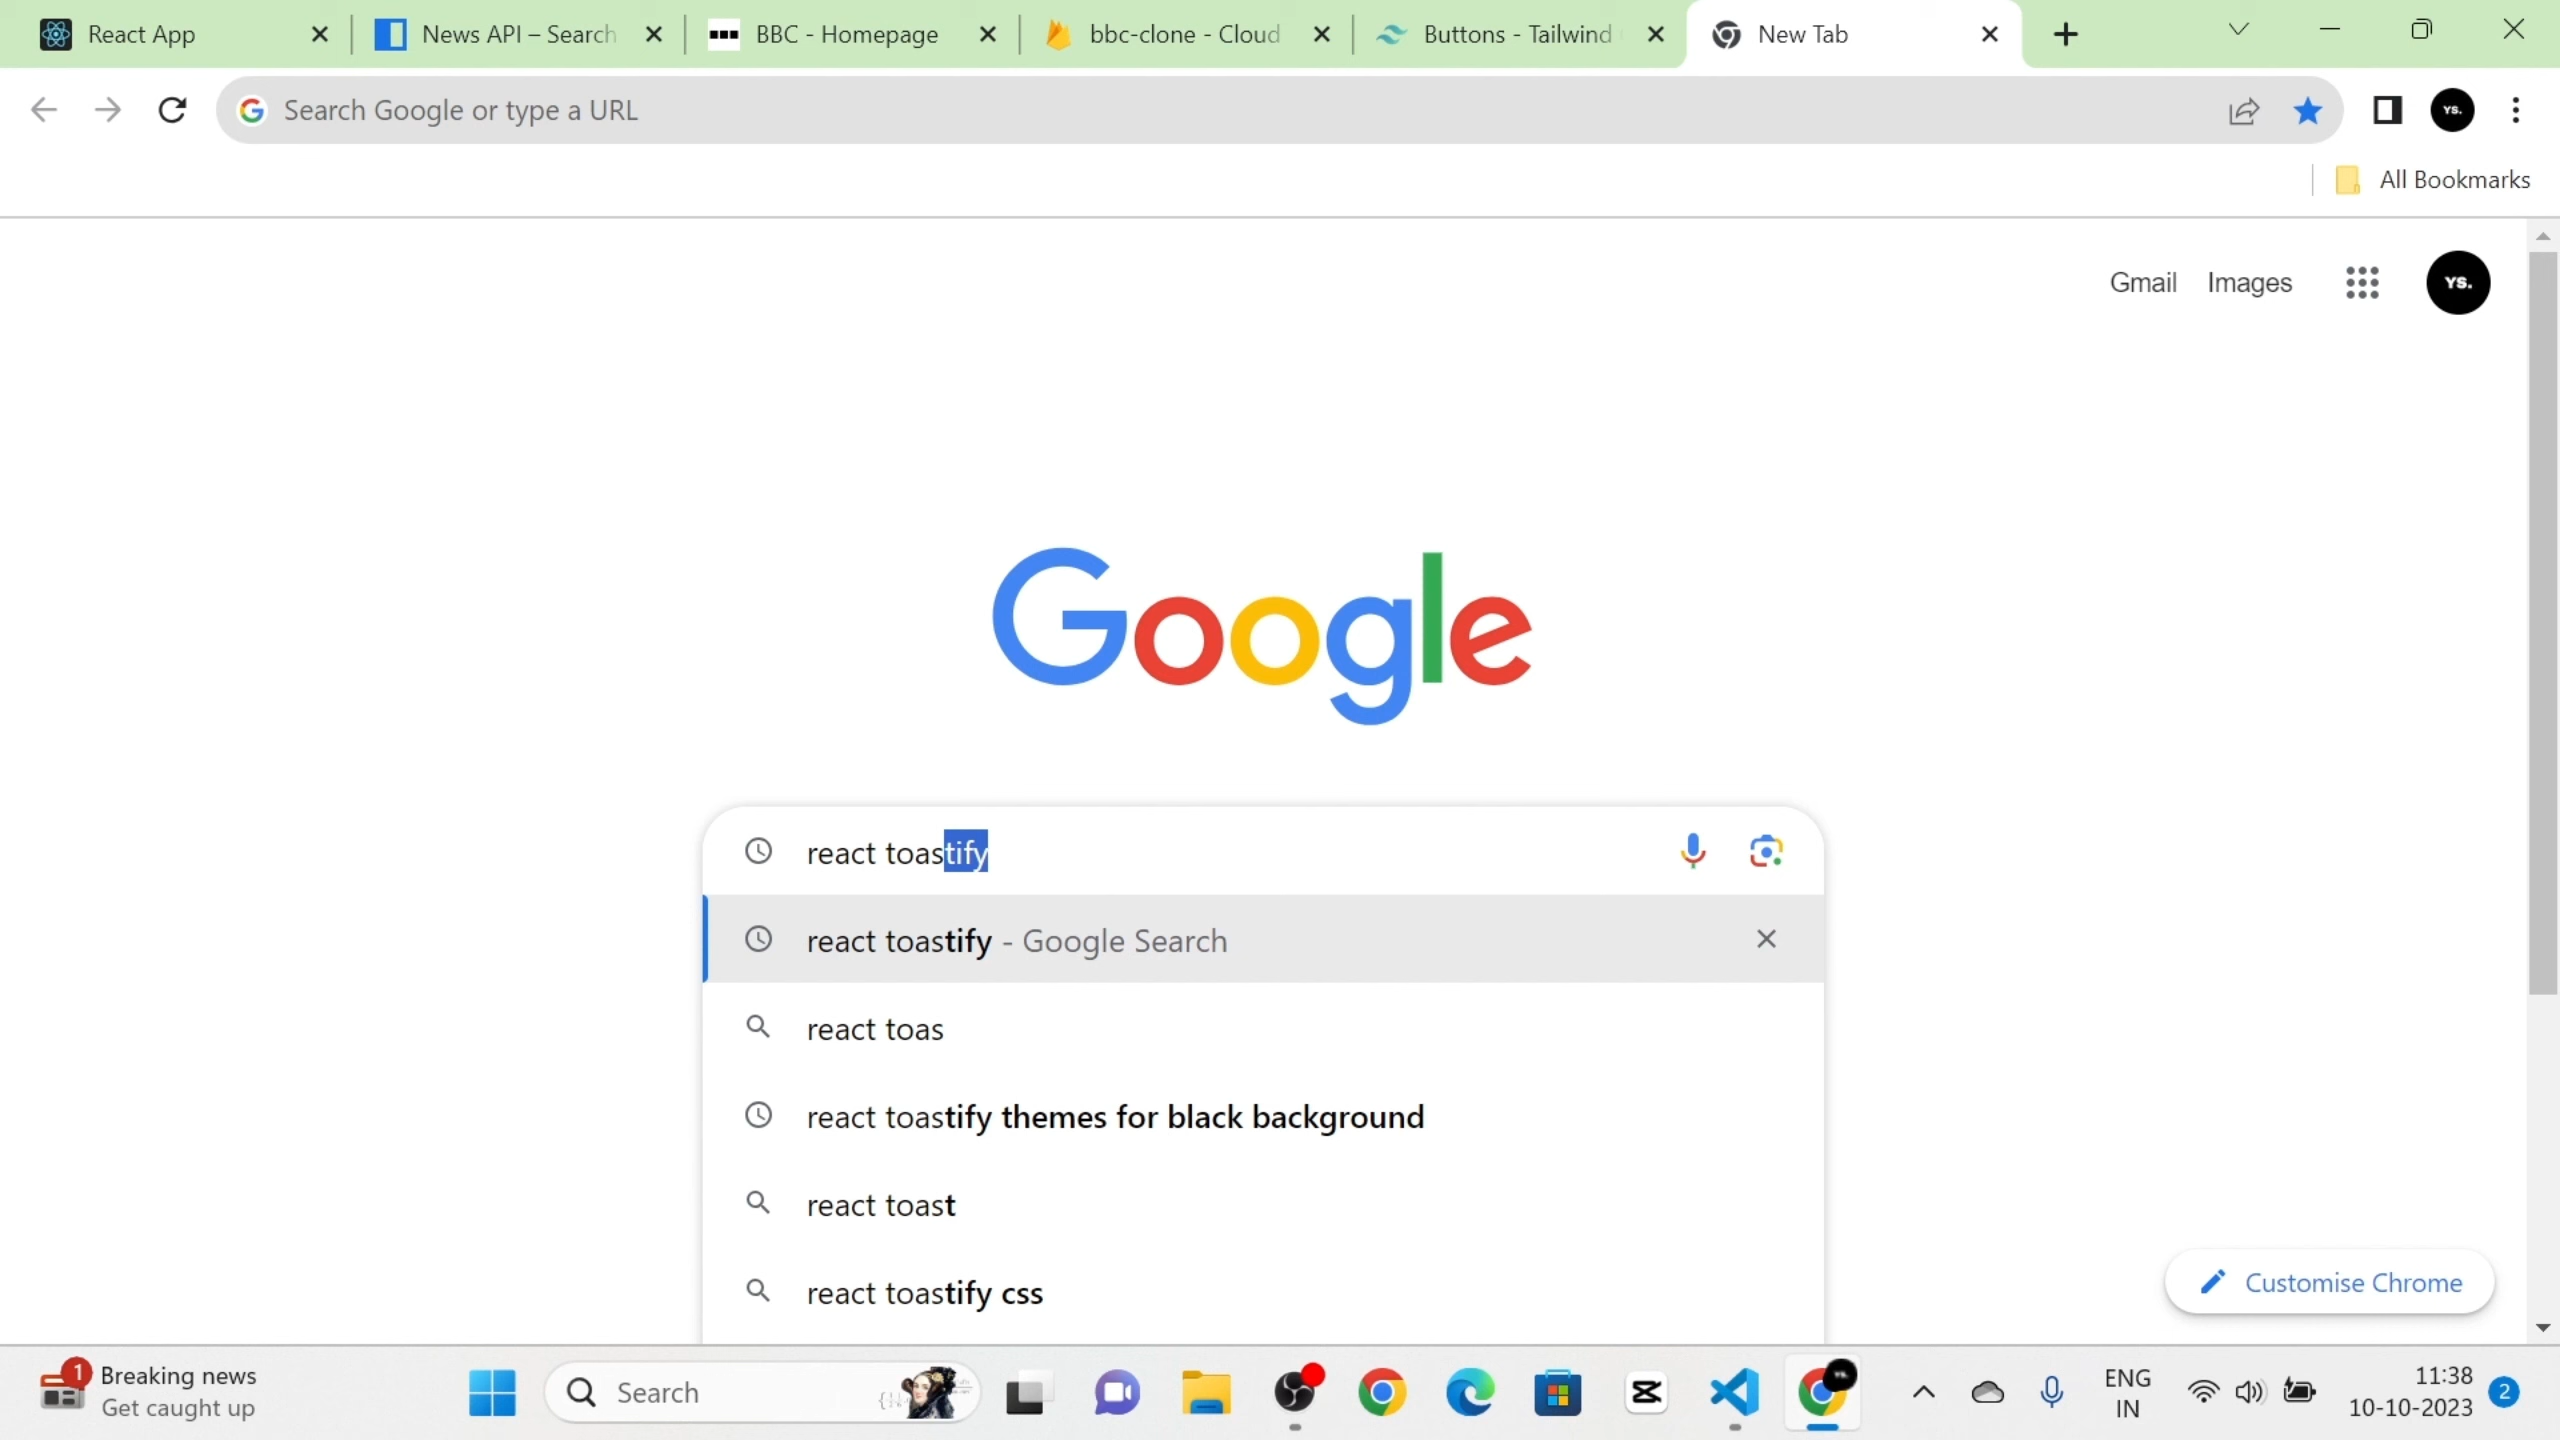 React App
News API – Search
BBC - Homepage
bbc-clone - Cloud
Buttons - Tailwind
New Tab
Search Google or type a URL
YS.
All Bookmarks
Gmail
Images
YS.
Google
react toastify
react toastify - Google Search
react toas
react toastify themes for black background
react toast
react toastify css
Customise Chrome
1
Breaking news
Get caught up
Search
ENG
IN
11:38
10-10-2023
2